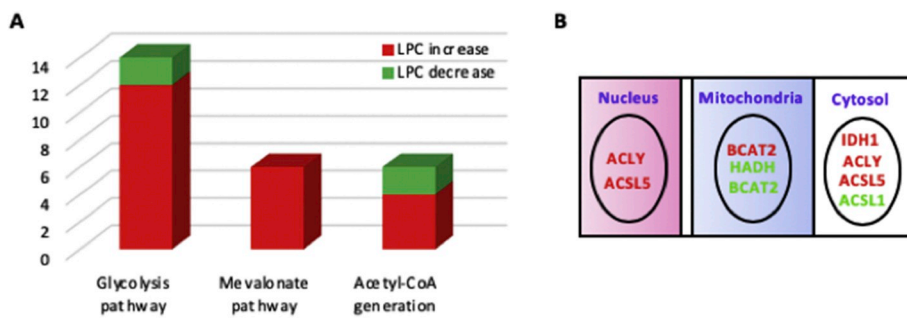 A
LPC increase
LPC decrease
14
12
10
8
6
4
2
0
Glycolysis
pathway
Mevalonate
pathway
Acetyl-CoA
generation
B
Nucleus
ACLY
ACSL5
Mitochondria
BCAT2
HADH
BCAT2
Cytosol
IDH1
ACLY
ACSL5
ACSL1